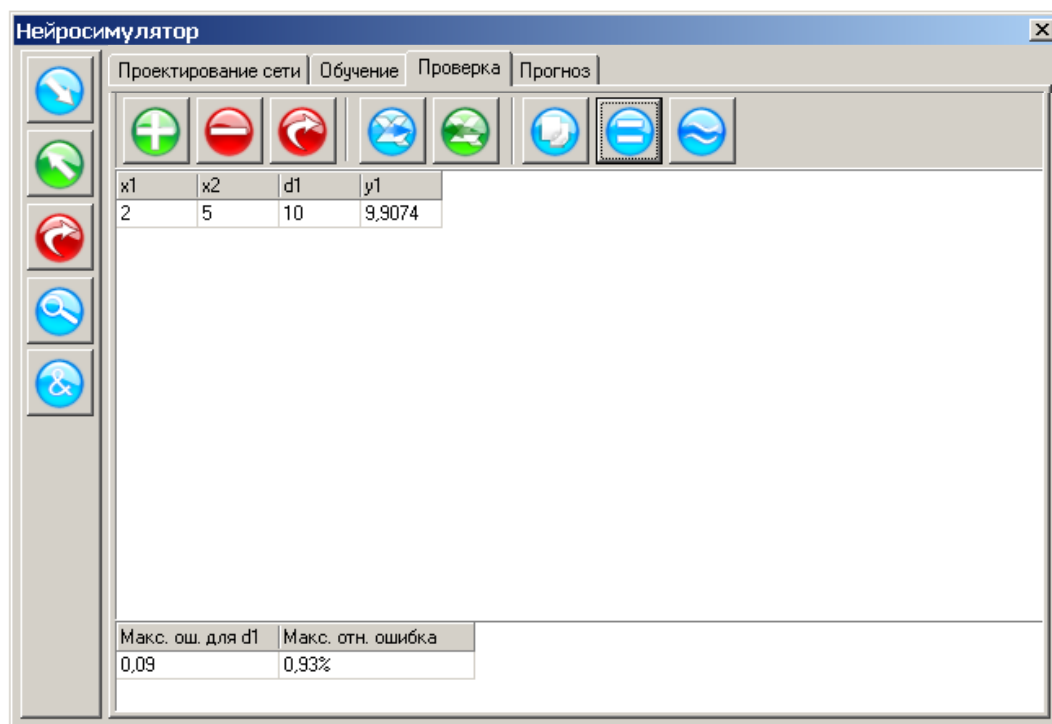 Нейросимулятор
Проектирование сети Обучение Проверка Прогноз
x1 x2 d1 y1
2 5 10 9,9074
Макс. ош. для d1 Макс. отн. ошибка
0,09 0,93%